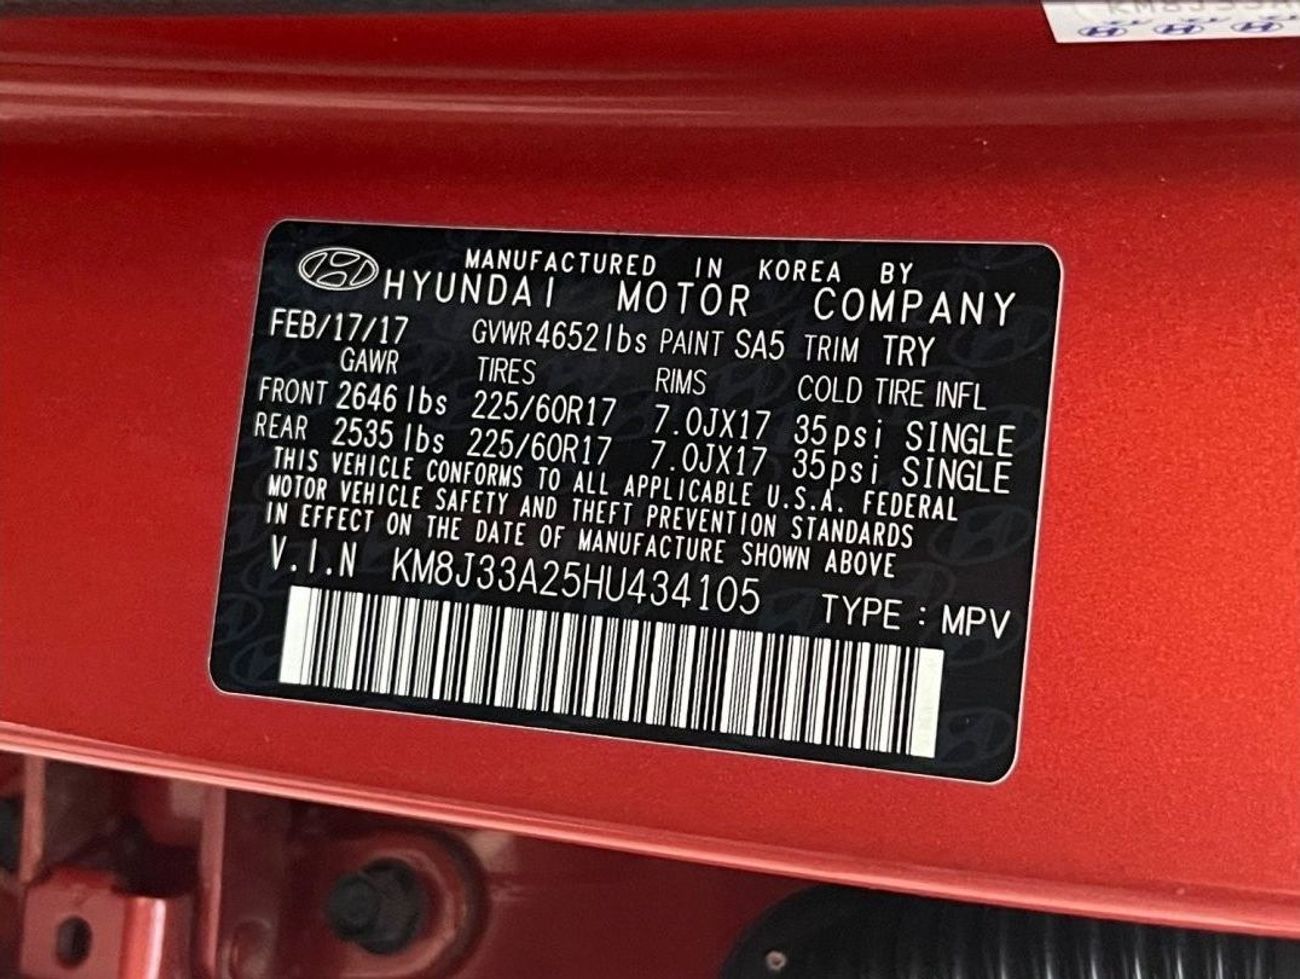 KM8J33A
MANUFACTURED IN KOREA BY
HYUNDAI MOTOR COMPANY
FEB/17/17 GVWR 4652lbs PAINT SA5 TRIM TRY
GAWR TIRES RIMS COLD TIRE INFL
FRONT 2646 lbs 225/60R17 7.0JX17 35psi SINGLE
REAR 2535 lbs 225/60R17 7.0JX17 35psi SINGLE
THIS VEHICLE CONFORMS TO ALL APPLICABLE U.S.A. FEDERAL
MOTOR VEHICLE SAFETY AND THEFT PREVENTION STANDARDS
IN EFFECT ON THE DATE OF MANUFACTURE SHOWN ABOVE
V.I.N KM8J33A25HU434105 TYPE : MPV